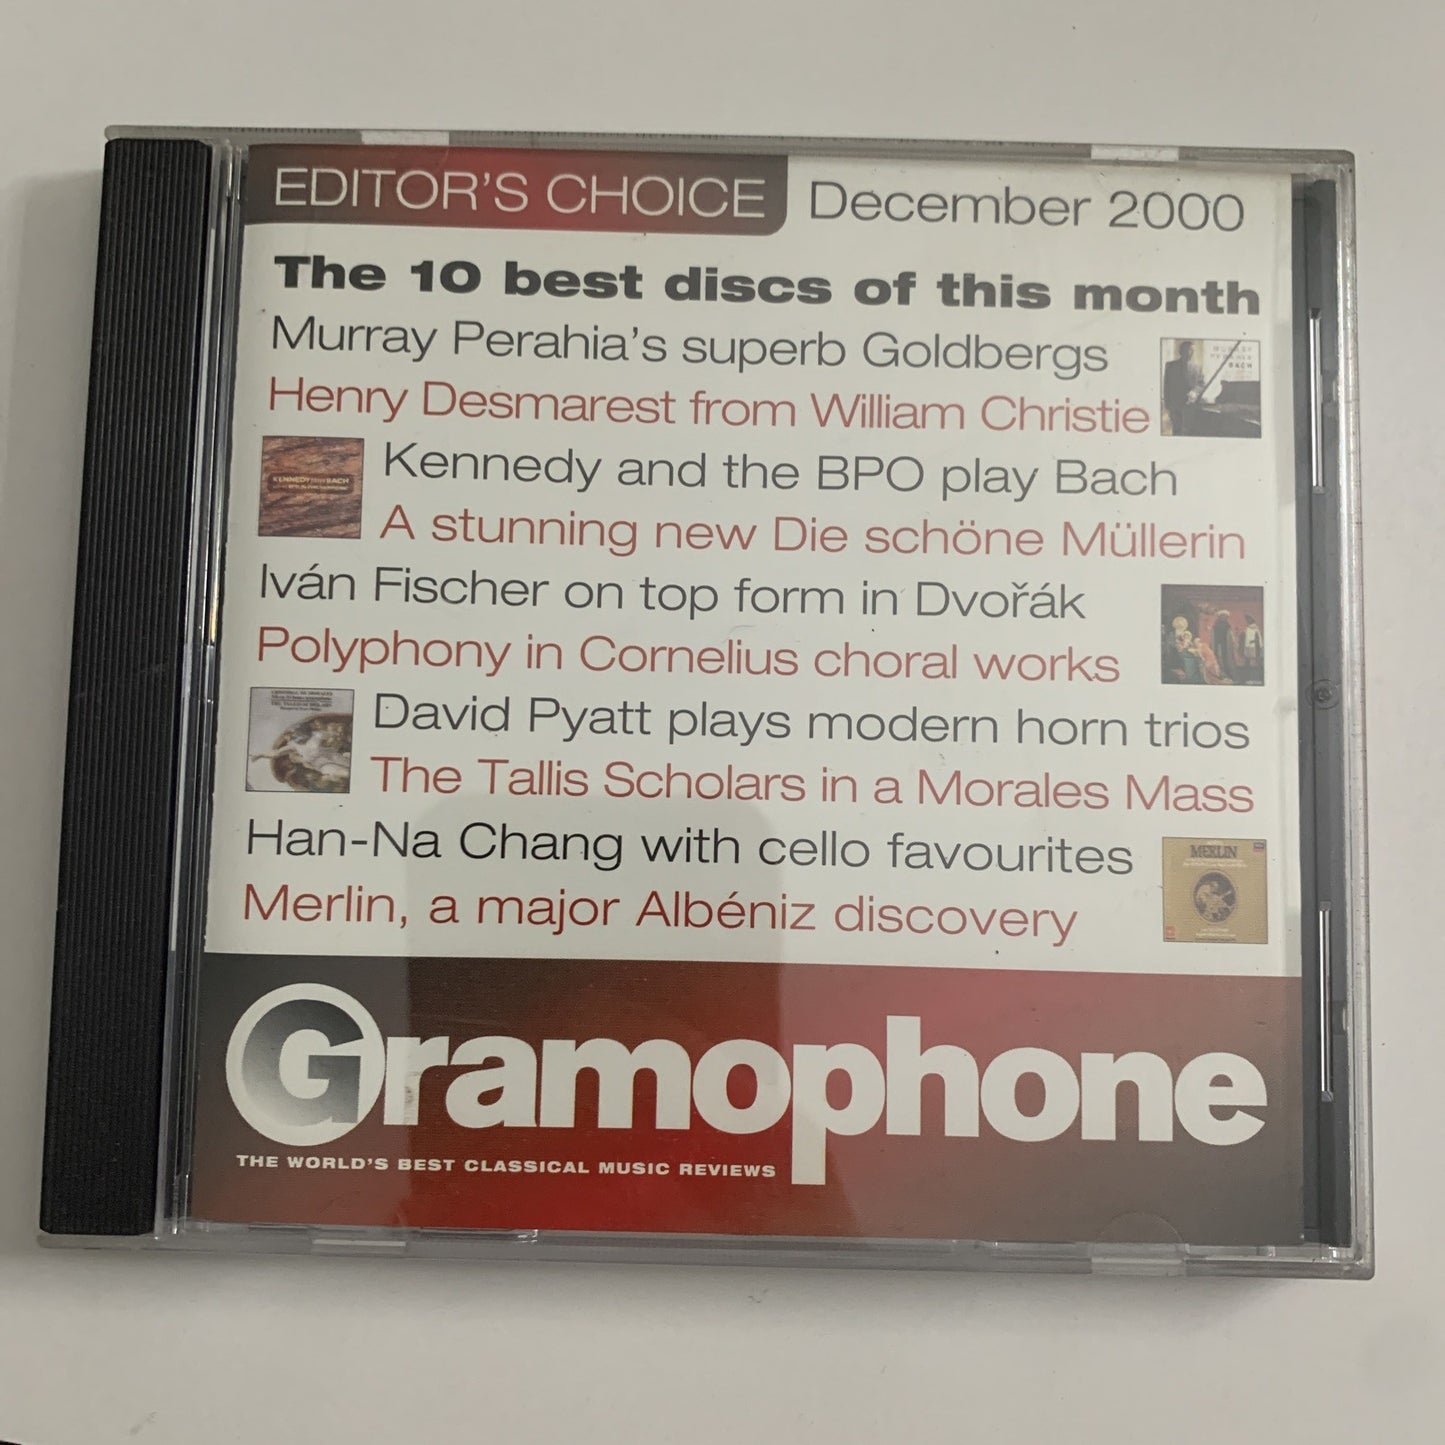 EDITOR'S CHOICE December 2000
The 10 best discs of this month
Murray Perahia's superb Goldbergs
Henry Desmarest from William Christie
Kennedy and the BPO play Bach
A stunning new Die schöne Müllerin
Iván Fischer on top form in Dvořák
Polyphony in Cornelius choral works
David Pyatt plays modern horn trios
The Tallis Scholars in a Morales Mass
Han-Na Chang with cello favourites
MERLIN
Merlin, a major Albéniz discovery
Gramophone
THE WORLD'S BEST CLASSICAL MUSIC REVIEWS